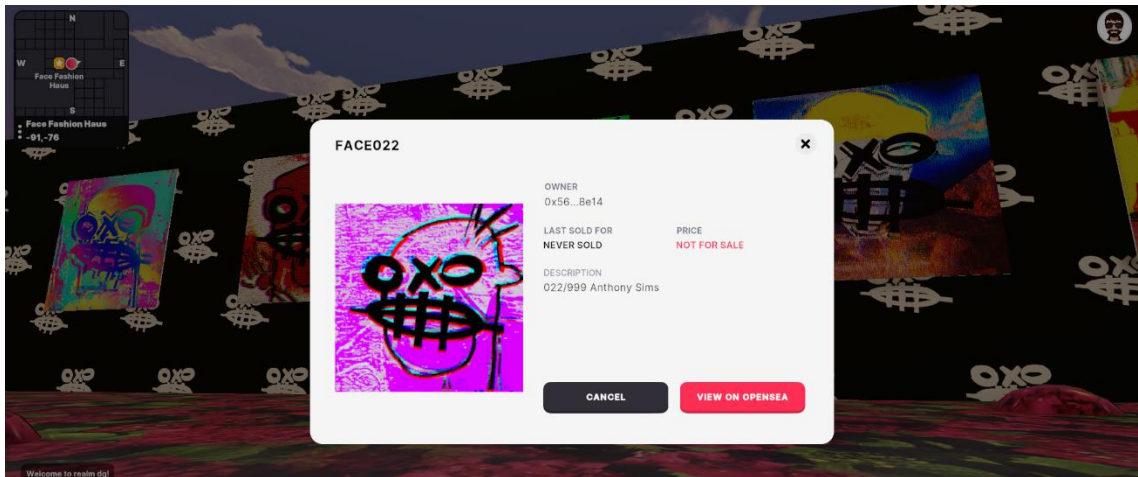 N
W
E
Face Fashion
Haus
S
Face Fashion Haus
-91,-76
FACE022
OWNER
0x56...8e14
LAST SOLD FOR
PRICE
NEVER SOLD
NOT FOR SALE
DESCRIPTION
022/999 Anthony Sims
CANCEL
VIEW ON OPENSEA
Welcome to realm dg!